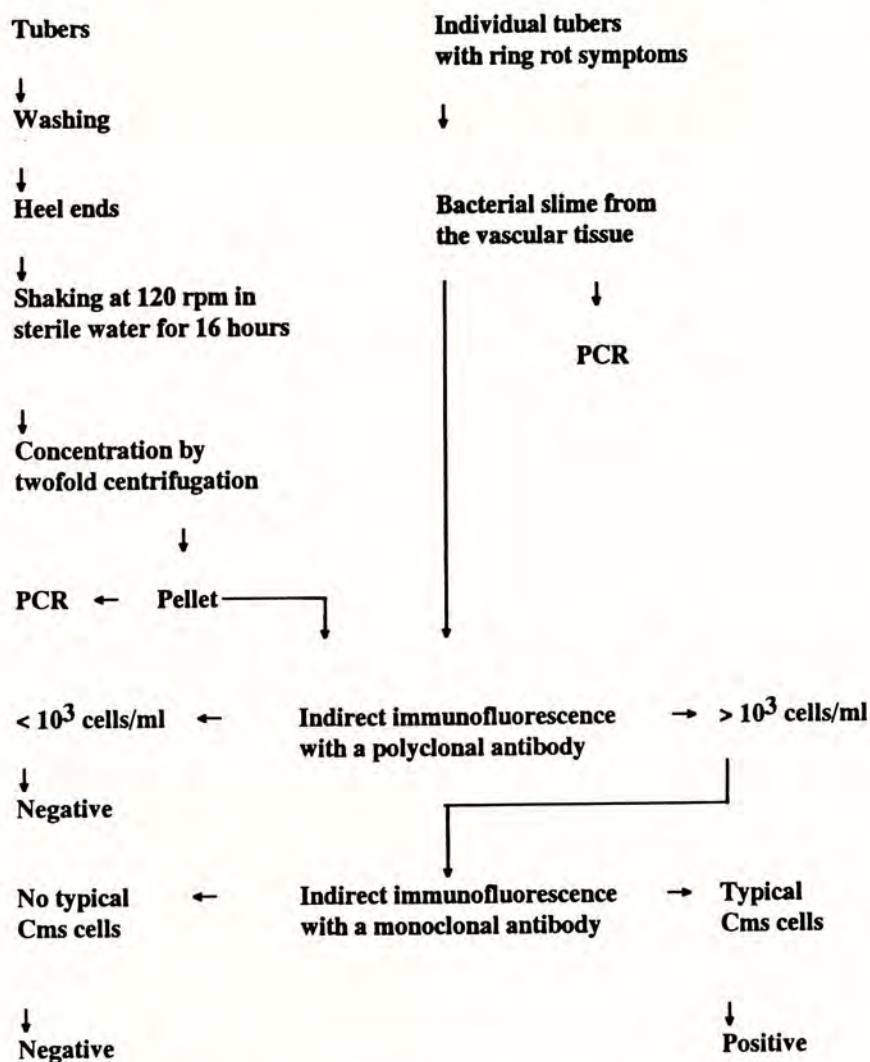 Tubers
Individual tubers
with ring rot symptoms
↓
Washing
↓
↓
Heel ends
Bacterial slime from
the vascular tissue
↓
Shaking at 120 rpm in
sterile water for 16 hours
↓
PCR
↓
Concentration by
twofold centrifugation
↓
PCR ← Pellet
< 10³ cells/ml ← Indirect immunofluorescence → > 10³ cells/ml
with a polyclonal antibody
↓
Negative
No typical ← Indirect immunofluorescence → Typical
Cms cells with a monoclonal antibody Cms cells
↓ ↓
Negative Positive